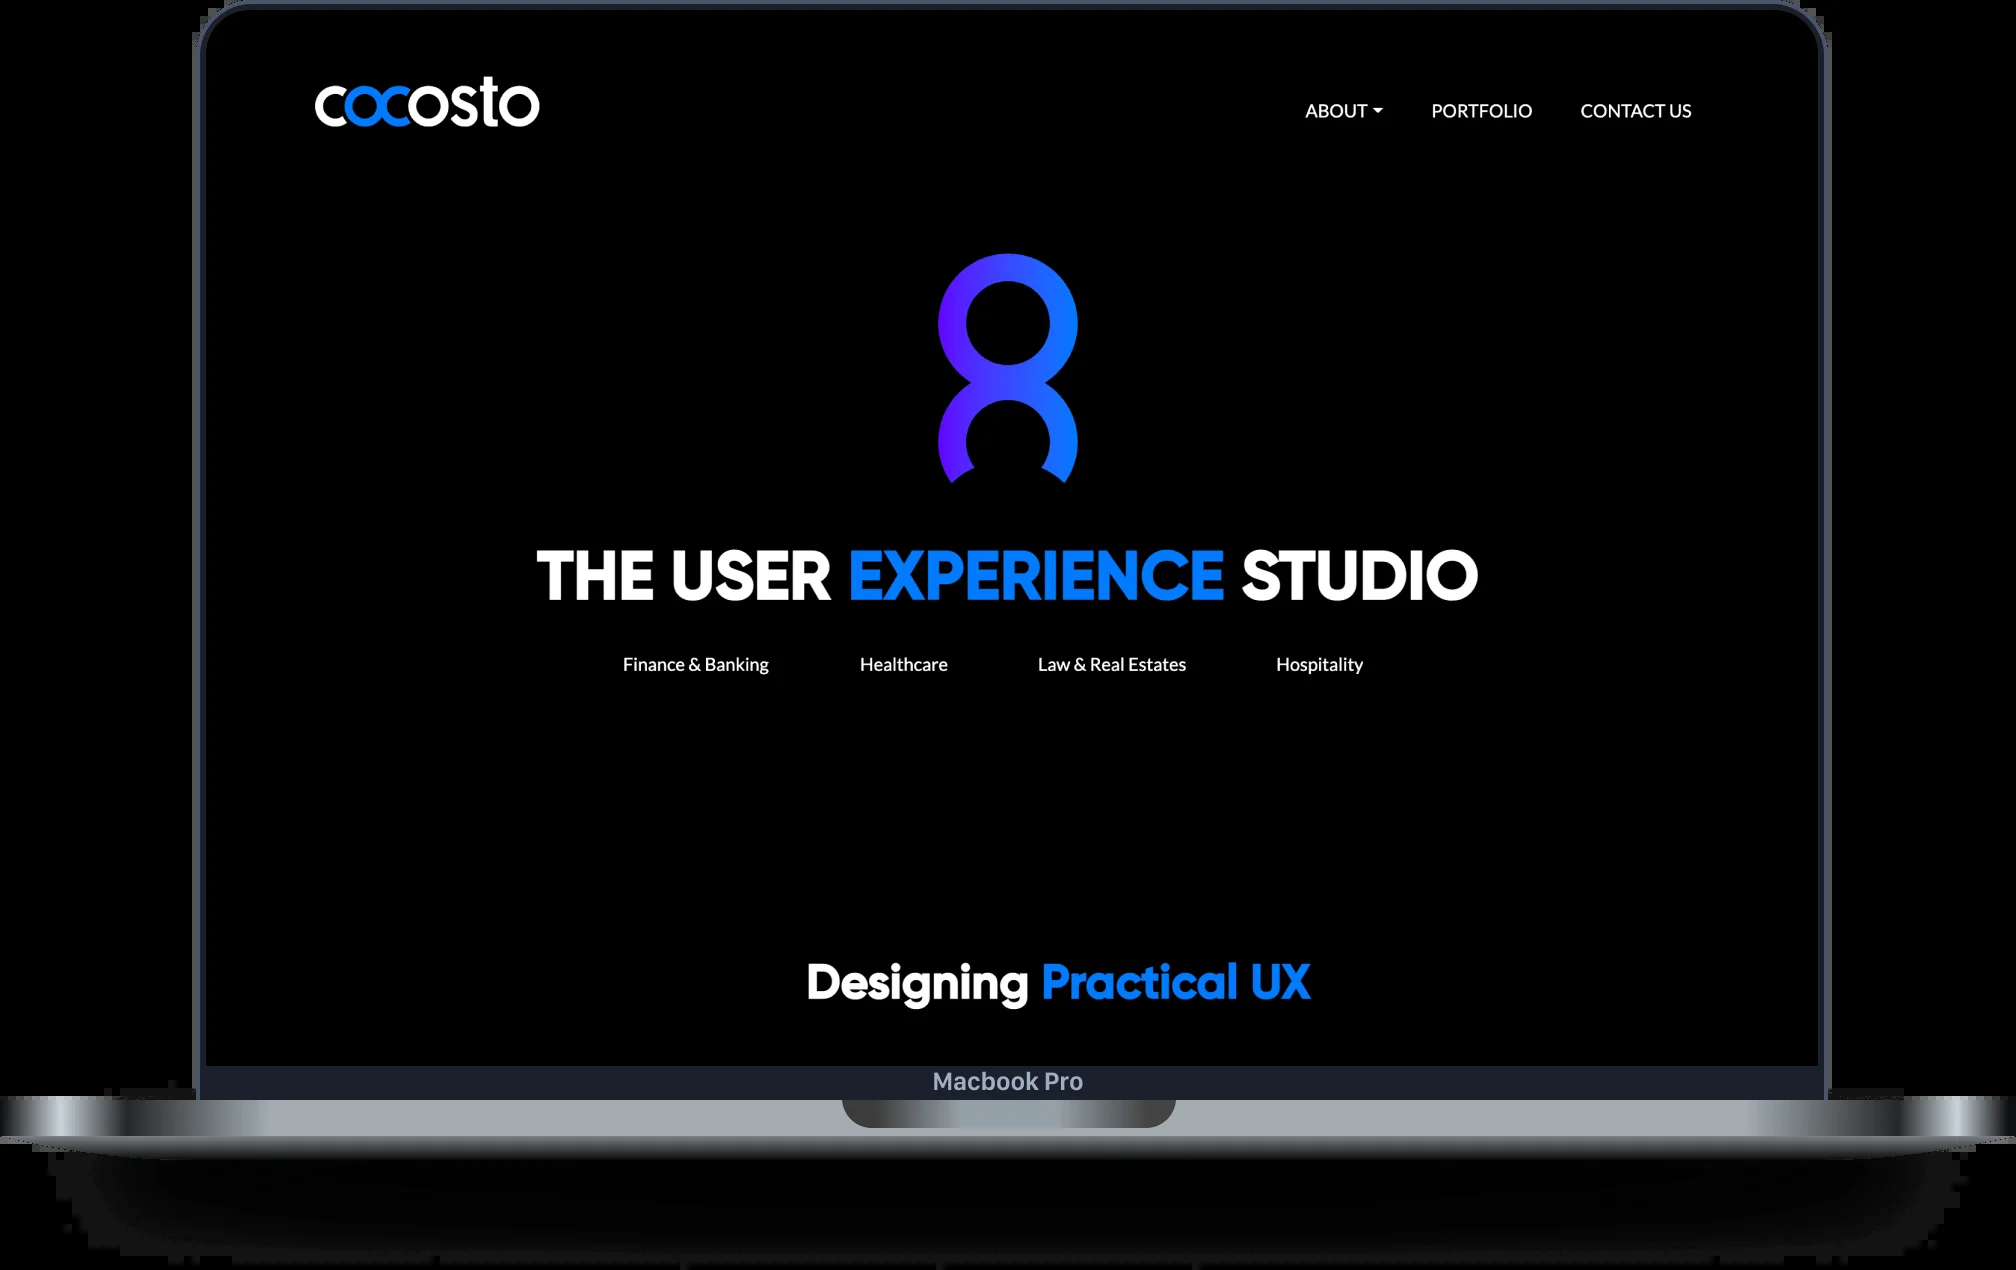 cocosto
ABOUT PORTFOLIO CONTACT US
THE USER EXPERIENCE STUDIO
Finance & Banking Healthcare Law & Real Estates Hospitality
Designing Practical UX
Macbook Pro